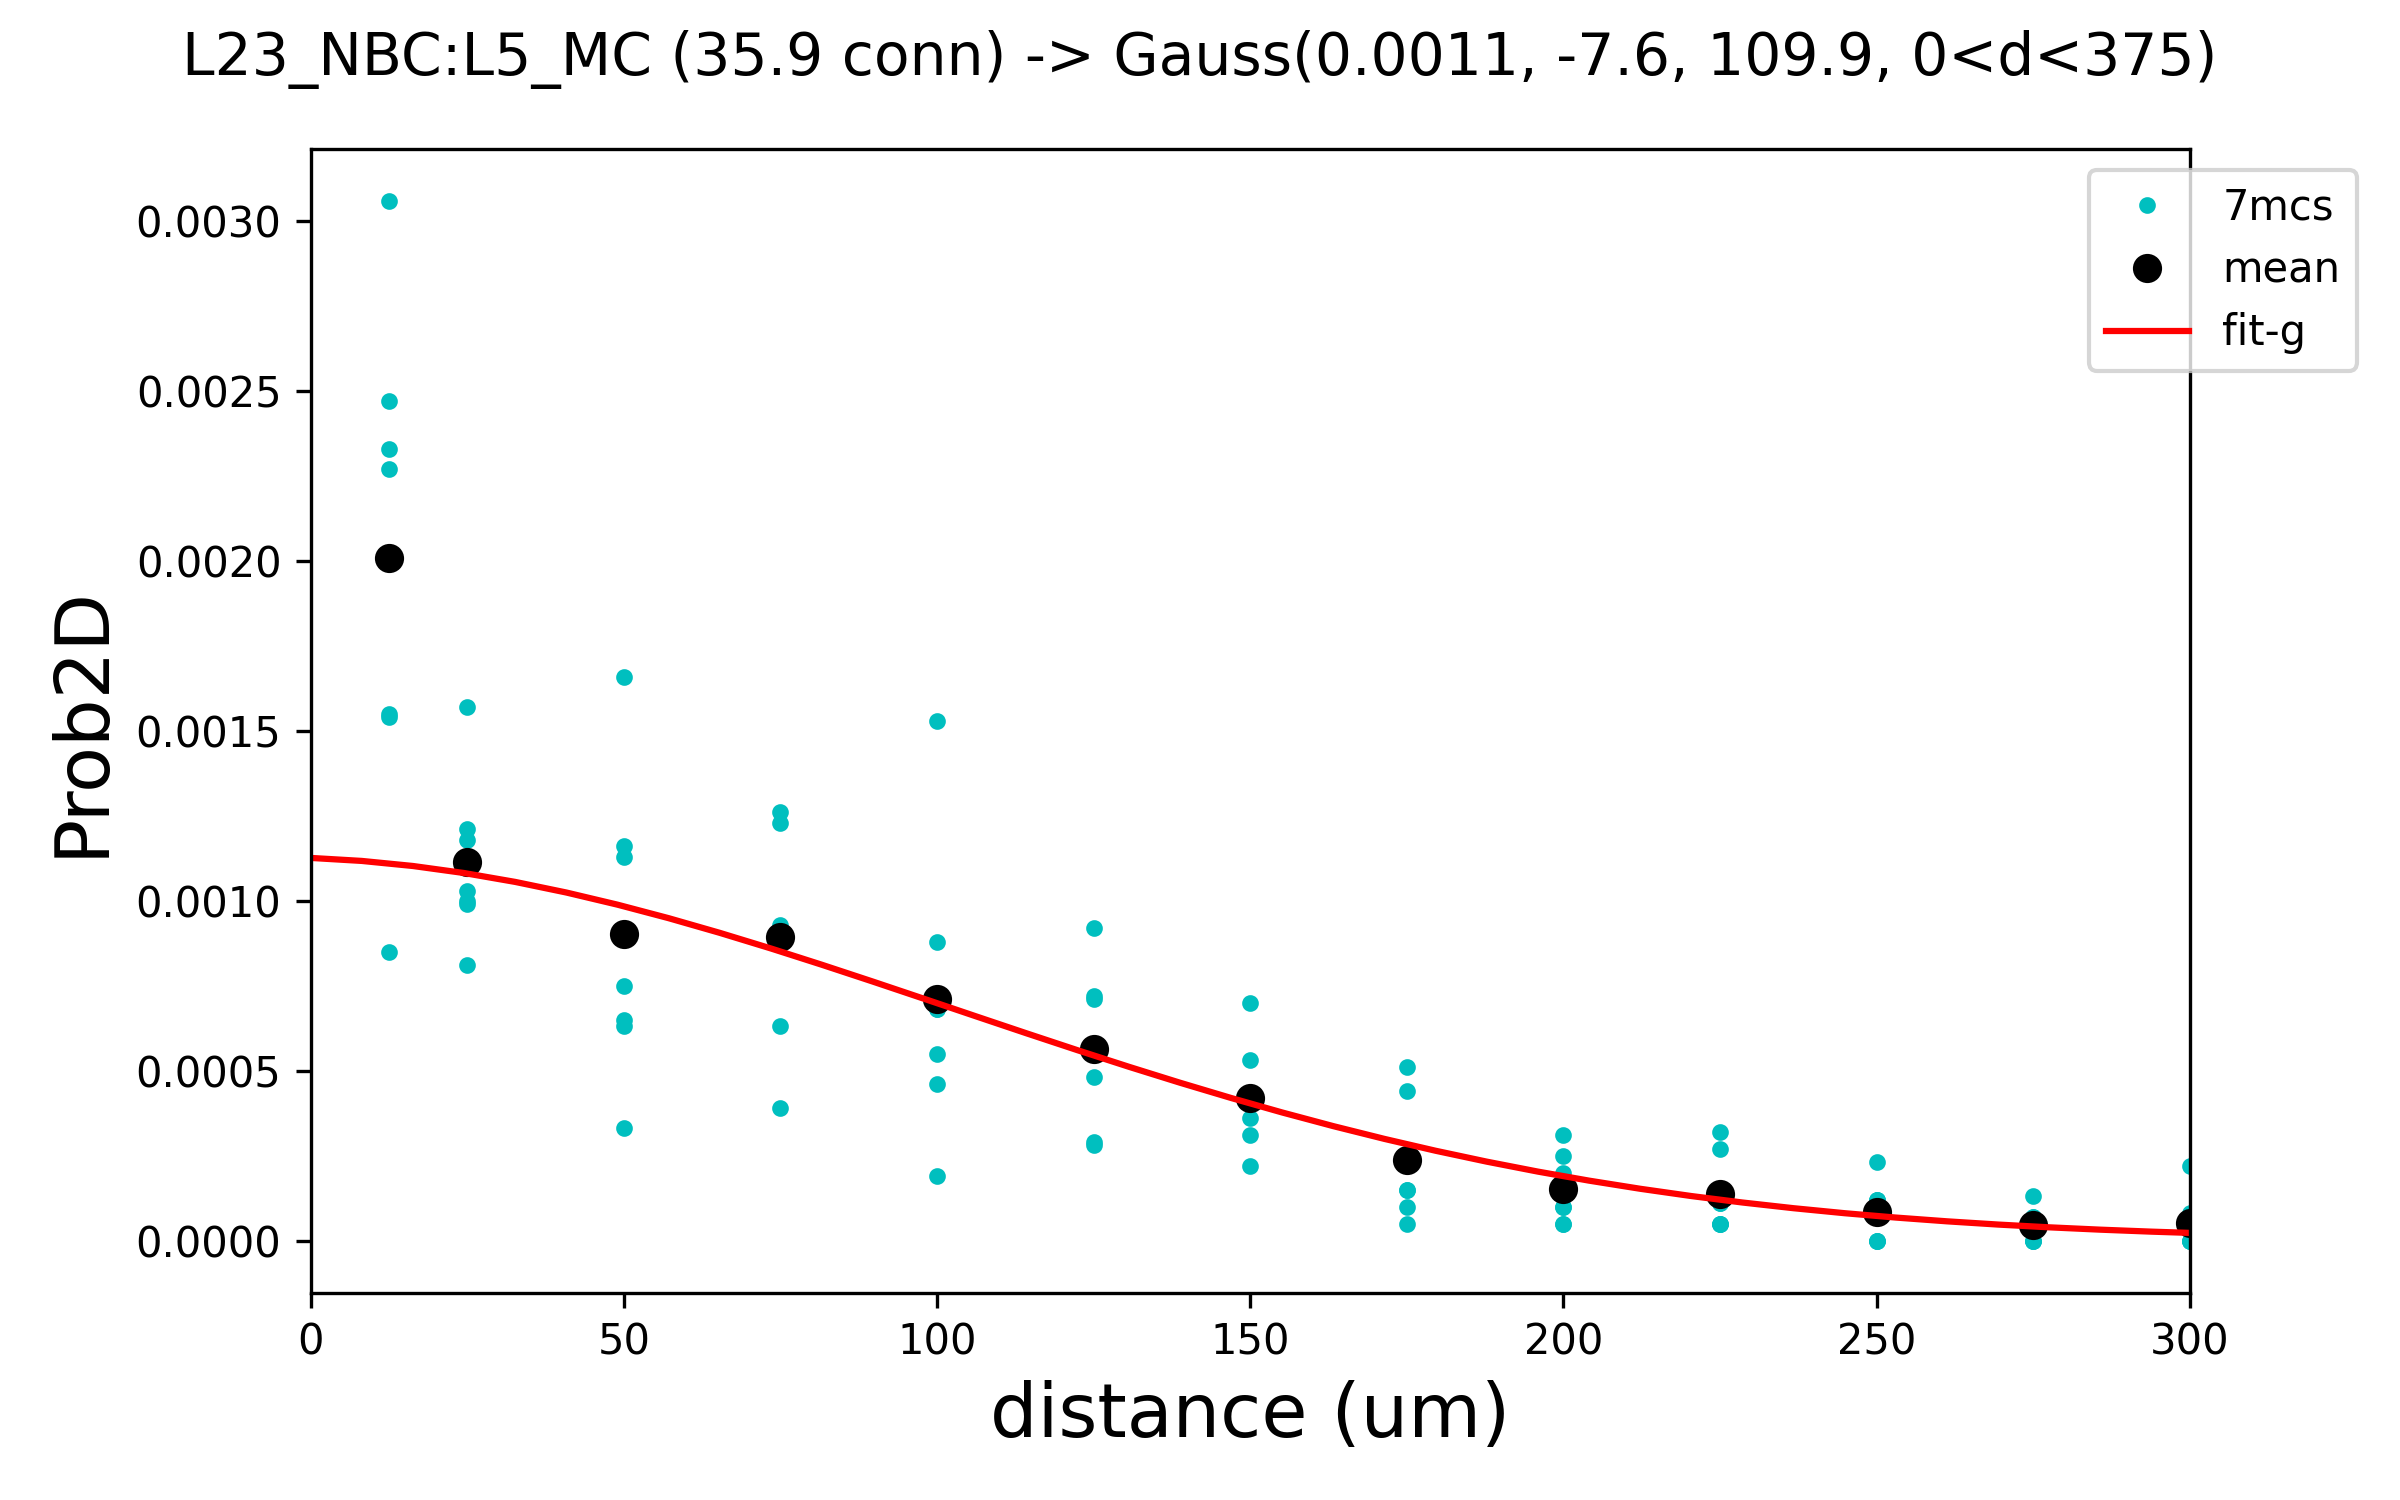 L23_NBC:L5_MC (35.9 conn) -> Gauss(0.0011, -7.6, 109.9, 0<d<375)
7mcs
mean
fit-g
Prob2D
0.0030
0.0025
0.0020
0.0015
0.0010
0.0005
0.0000
0 50 100 150 200 250 300
distance (um)